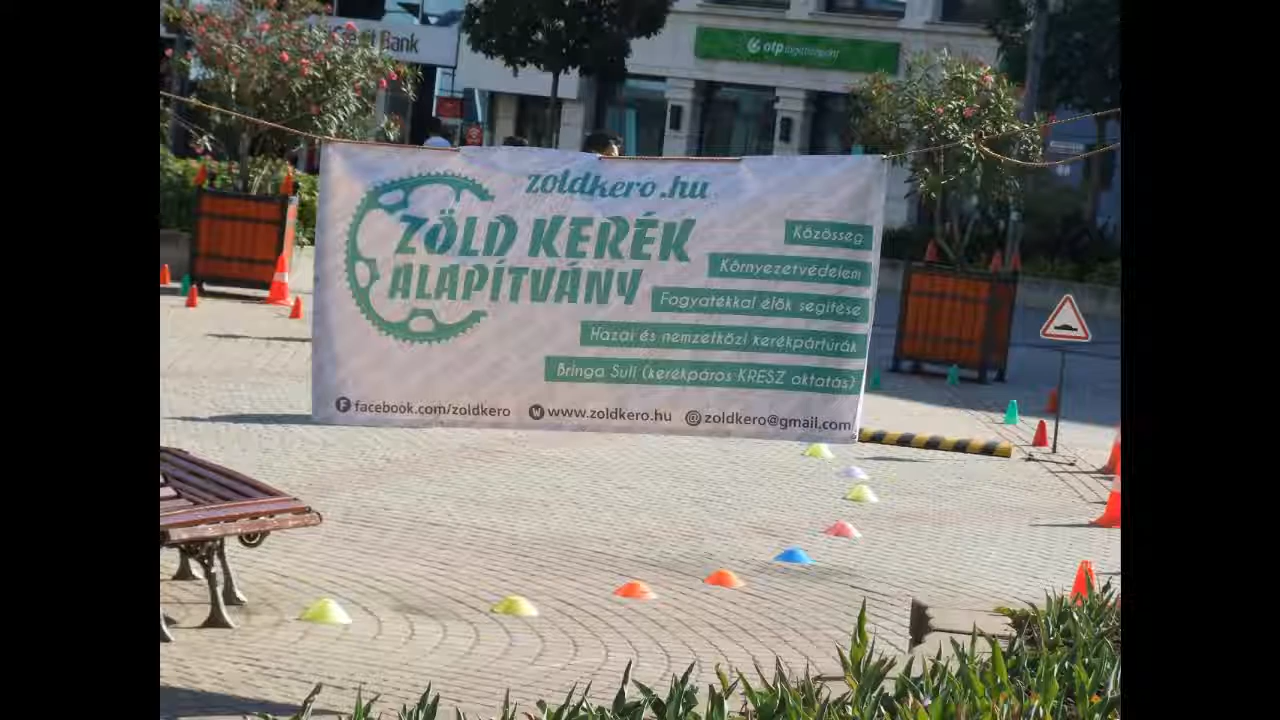 Bank
otp ingatlanpont
zoldkero.hu
ZÖLD KERÉK
ALAPÍTVÁNY
Közösség
Környezetvédelem
Fogyatékkal élők segítése
Hazai és nemzetközi kerékpártúrák
Bringa Suli (kerékpáros KRESZ oktatás)
facebook.com/zoldkero www.zoldkero.hu @ zoldkero@gmail.com